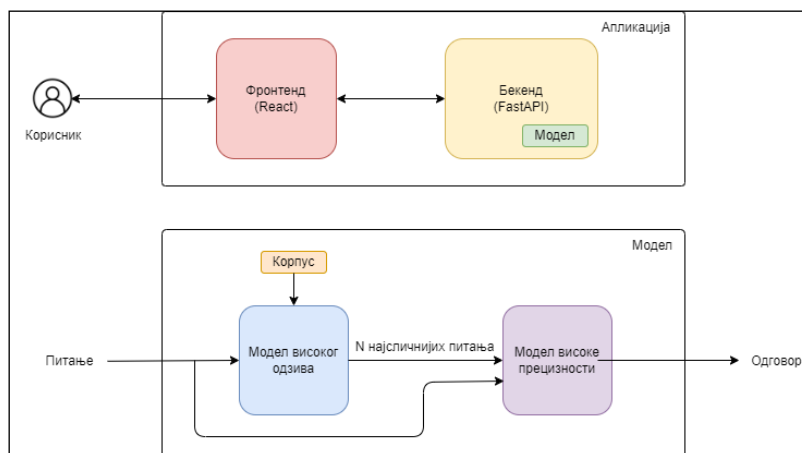 Апликација
Фронтенд
(React)
Бекенд
(FastAPI)
Модел
Корисник
Модел
Корпус
Питање
Модел високог
одзива
N најсличнијих питања
Модел високе
прецизности
Одговор